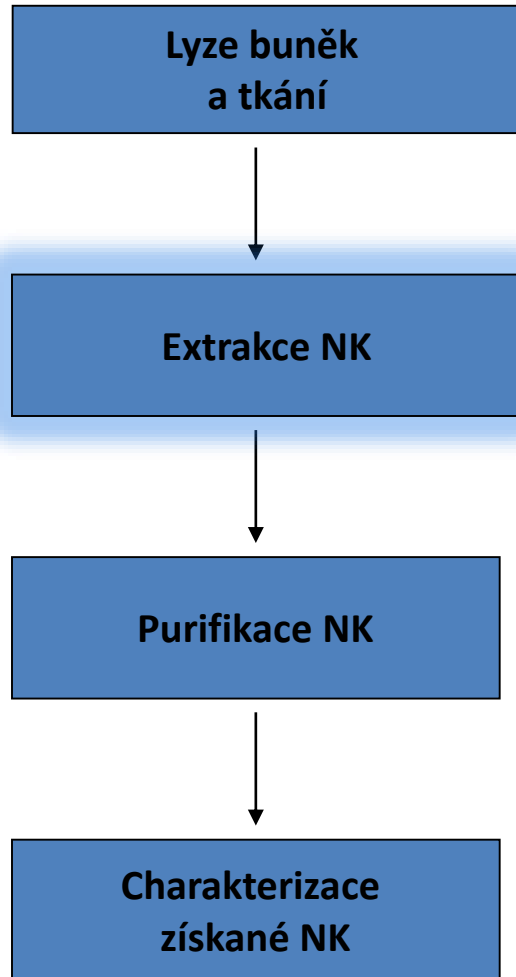 Lyze buněk
a tkání
Extrakce NK
Purifikace NK
Charakterizace
získané NK